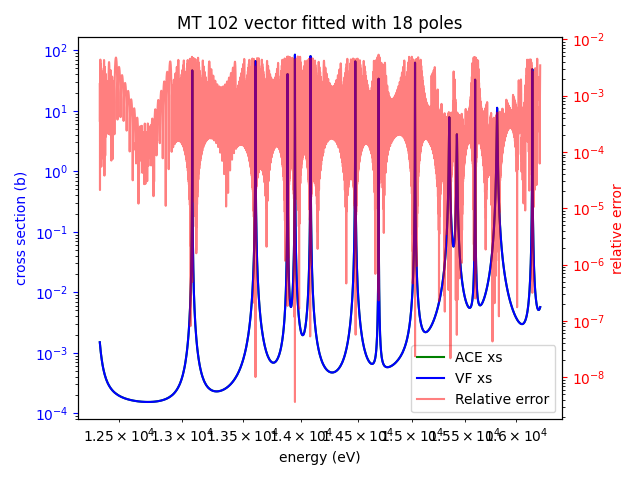 MT 102 vector fitted with 18 poles
cross section (b)
10²
10¹
10⁰
10⁻¹
10⁻²
10⁻³
10⁻⁴
10⁻²
10⁻³
10⁻⁴
10⁻⁵
10⁻⁶
10⁻⁷
10⁻⁸
relative error
ACE xs
VF xs
Relative error
1.25 × 10⁴ 1.3 × 10⁴ 1.35 × 10⁴ 1.4 × 10⁴ 1.45 × 10⁴ 1.5 × 10⁴ 1.55 × 10⁴ 1.6 × 10⁴
energy (eV)